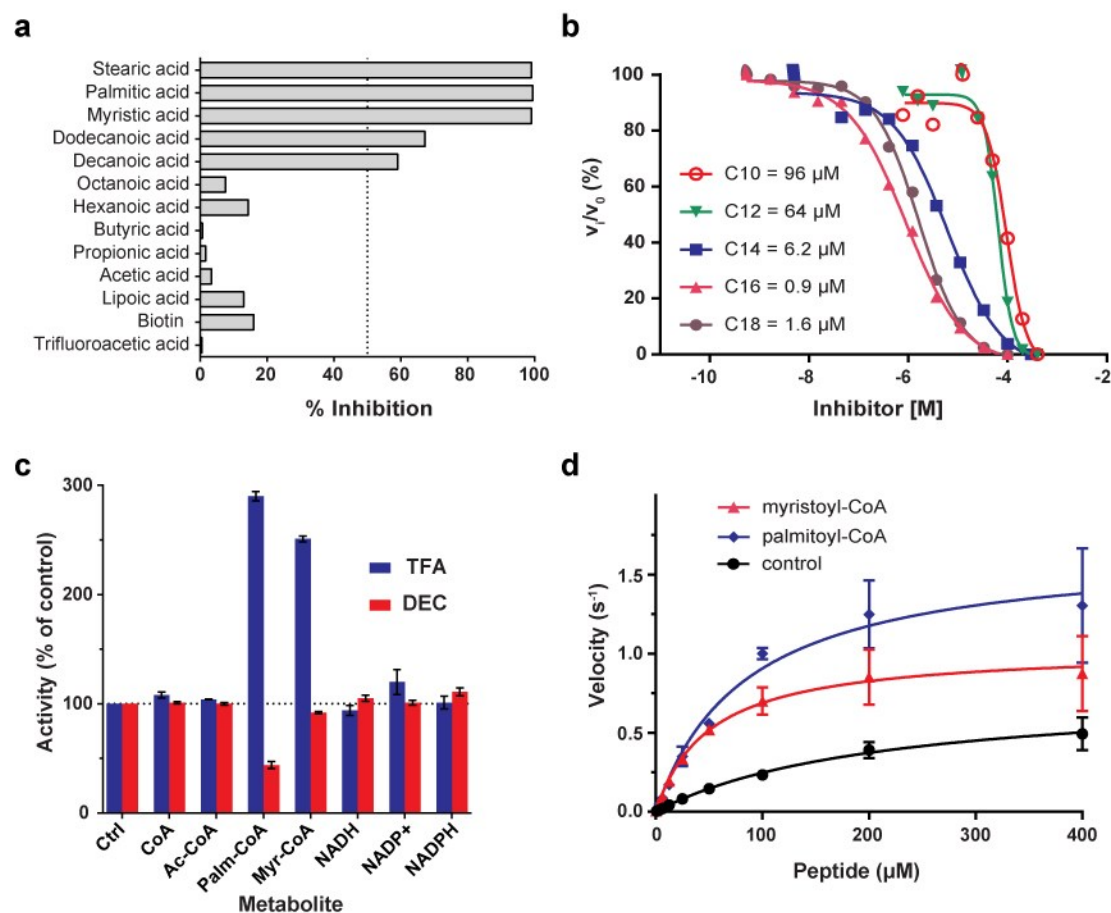 a
Stearic acid
Palmitic acid
Myristic acid
Dodecanoic acid
Decanoic acid
Octanoic acid
Hexanoic acid
Butyric acid
Propionic acid
Acetic acid
Lipoic acid
Biotin
Trifluoroacetic acid
0 20 40 60 80 100
% Inhibition
b
100
80
60
40
20
0
vi/v0 (%)
C10 = 96 µM
C12 = 64 µM
C14 = 6.2 µM
C16 = 0.9 µM
C18 = 1.6 µM
-10 -8 -6 -4 -2
Inhibitor [M]
c
300
200
100
0
Activity (% of control)
TFA
DEC
Ctrl
CoA
Ac-CoA
Palm-CoA
Myr-CoA
NADH
NADP+
NADPH
Metabolite
d
myristoyl-CoA
palmitoyl-CoA
control
1.5
1.0
0.5
0.0
Velocity (s⁻¹)
0 100 200 300 400
Peptide (µM)